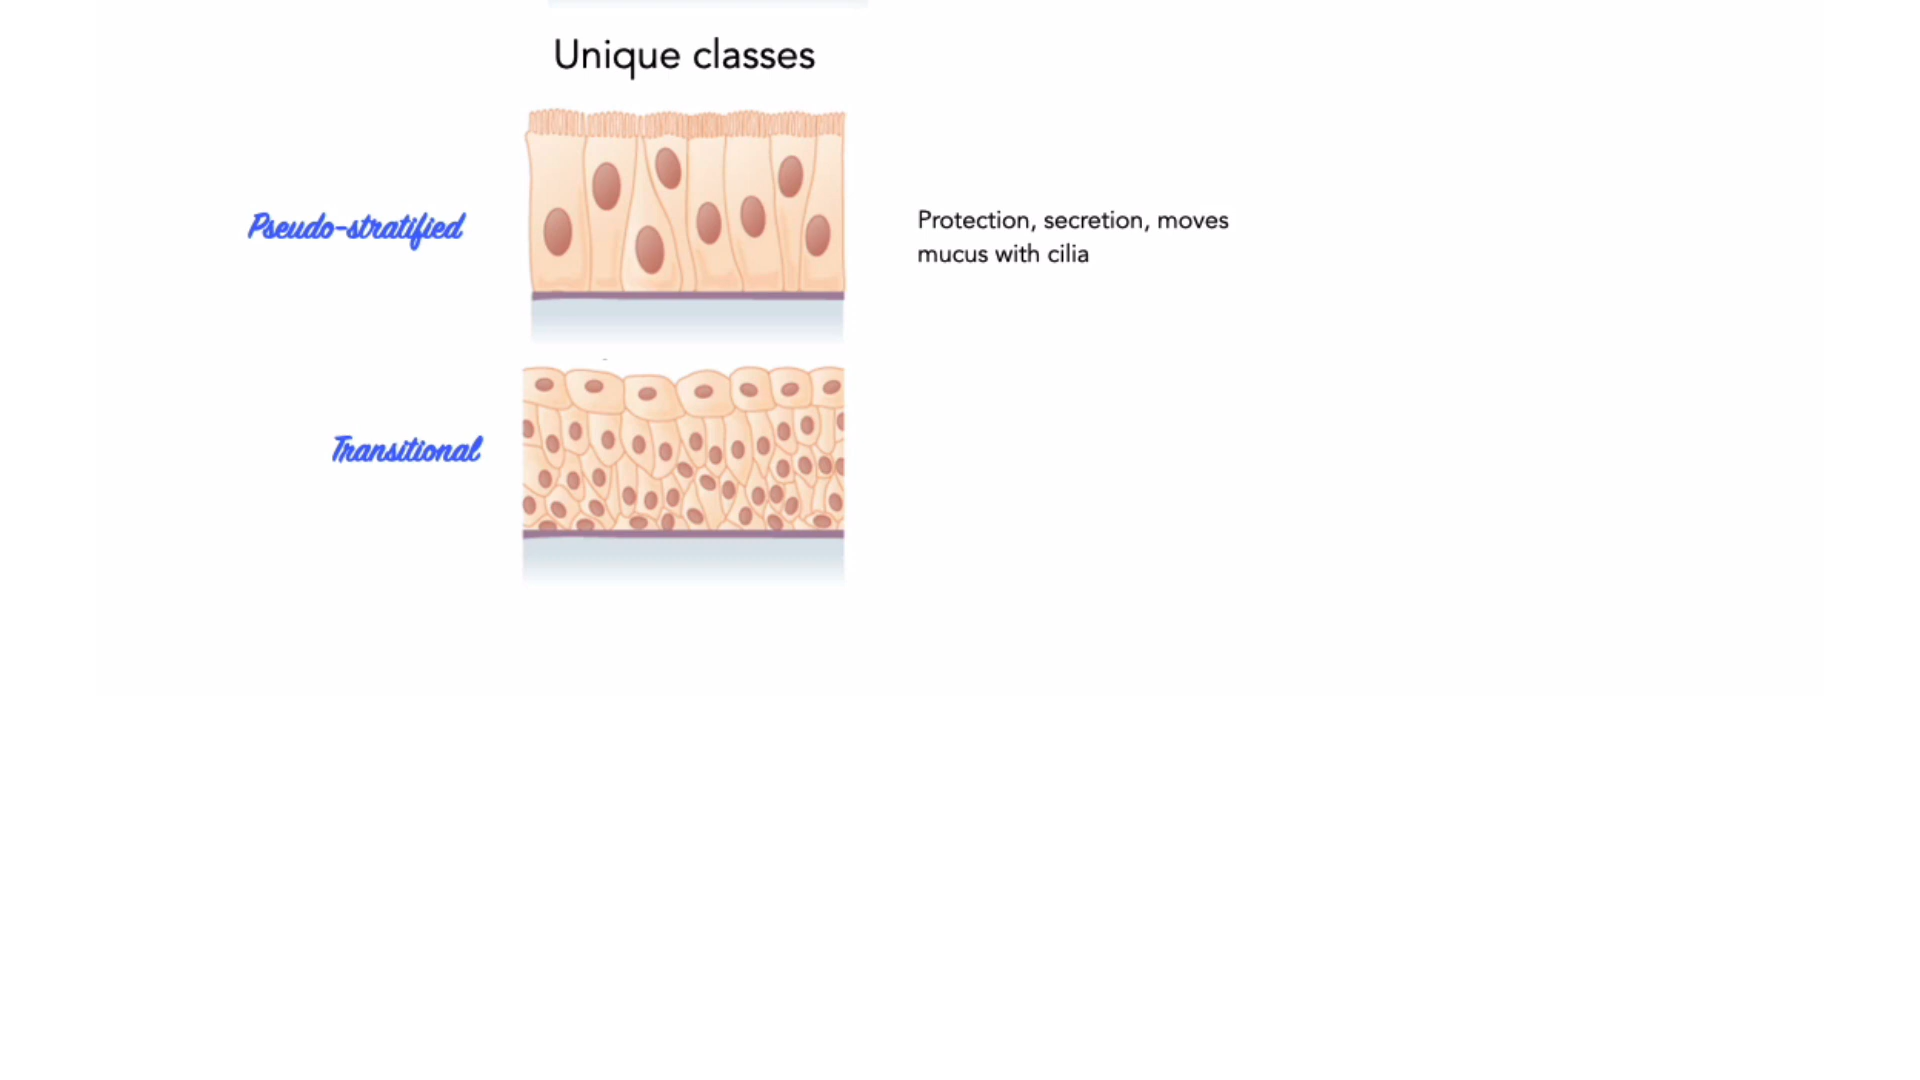 Unique classes
Pseudo-stratified
Protection, secretion, moves
mucus with cilia
Transitional